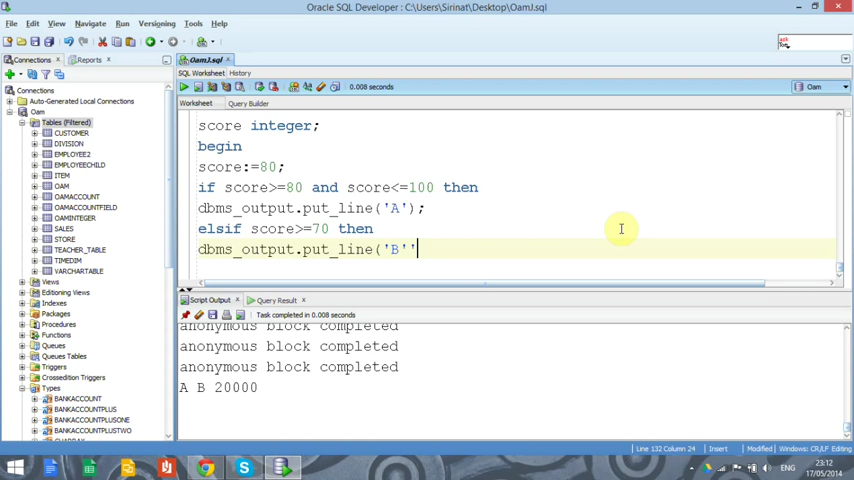 Oracle SQL Developer : C:\Users\Sirinat\Desktop\OamJ.sql
File Edit View Navigate Run Versioning Tools Help
Connections Reports OamJ.sql
SQL Worksheet History
0.008 seconds Oam
Worksheet Query Builder
Connections
Auto-Generated Local Connections
Oam
Tables (Filtered)
CUSTOMER
DIVISION
EMPLOYEE2
EMPLOYEECHILD
ITEM
OAM
OAMACCOUNT
OAMACCOUNTFIELD
OAMINTEGER
SALES
STORE
TEACHER_TABLE
TIMEDIM
VARCHARTABLE
Views
Editioning Views
Indexes
Packages
Procedures
Functions
Queues
Queues Tables
Triggers
Crossedition Triggers
Types
BANKACCOUNT
BANKACCOUNTPLUS
BANKACCOUNTPLUSONE
BANKACCOUNTPLUSTWO
score integer;
begin
score:=80;
if score>=80 and score<=100 then
dbms_output.put_line('A');
elsif score>=70 then
dbms_output.put_line('B''
Script Output Query Result
Task completed in 0.008 seconds
anonymous block completed
anonymous block completed
anonymous block completed
A B 20000
Line 132 Column 24 Insert Modified Windows: CR/LF Editing
ENG 23:12
17/05/2014